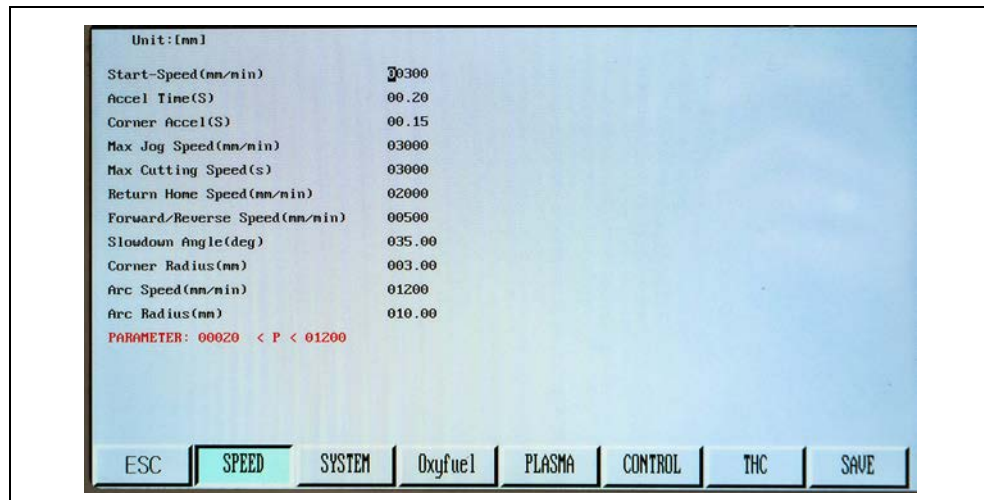 Unit:[mm]
Start-Speed(mm/min) 00300
Accel Time(S) 00.20
Corner Accel(S) 00.15
Max Jog Speed(mm/min) 03000
Max Cutting Speed(s) 03000
Return Home Speed(mm/min) 02000
Forward/Reverse Speed(mm/min) 00500
Slowdown Angle(deg) 035.00
Corner Radius(mm) 003.00
Arc Speed(mm/min) 01200
Arc Radius(mm) 010.00
PARAMETER: 00020 < P < 01200
ESC SPEED SYSTEM Oxyfuel PLASMA CONTROL THC SAVE